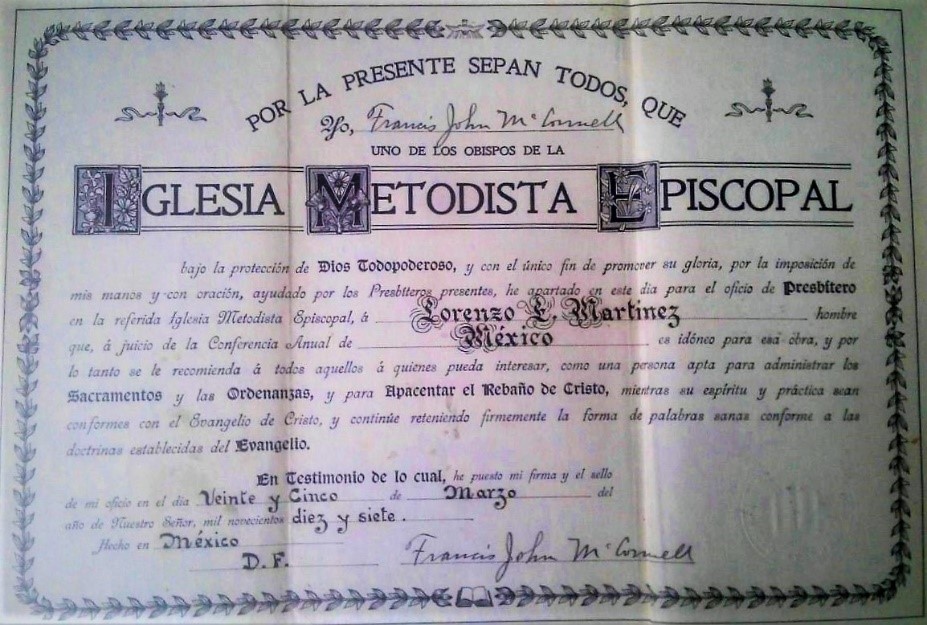 POR LA PRESENTE SEPAN TODOS, QUE
Yo, Francis John McConnell
UNO DE LOS OBISPOS DE LA
IGLESIA METODISTA EPISCOPAL
bajo la protección de Dios Todopoderoso, y con el único fin de promover su gloria, por la imposición de
mis manos y con oración, ayudado por los Presbíteros presentes, he apartado en este día para el oficio de Presbítero
en la referida Iglesia Metodista Episcopal, á Lorenzo E. Martinez hombre
que, á juicio de la Conferencia Anual de México es idóneo para esa obra, y por
lo tanto se le recomienda á todos aquellos á quienes pueda interesar, como una persona apta para administrar los
Sacramentos y las Ordenanzas, y para Apacentar el Rebaño de Cristo, mientras su espíritu y práctica sean
conformes con el Evangelio de Cristo, y continúe reteniendo firmemente la forma de palabras sanas conforme a las
doctrinas establecidas del Evangelio.
En Testimonio de lo cual, he puesto mi firma y el sello
de mi oficio en el día Veinte y Cinco de Marzo del
año de Nuestro Señor, mil novecientos diez y siete.
Hecho en México
D. F. Francis John McConnell